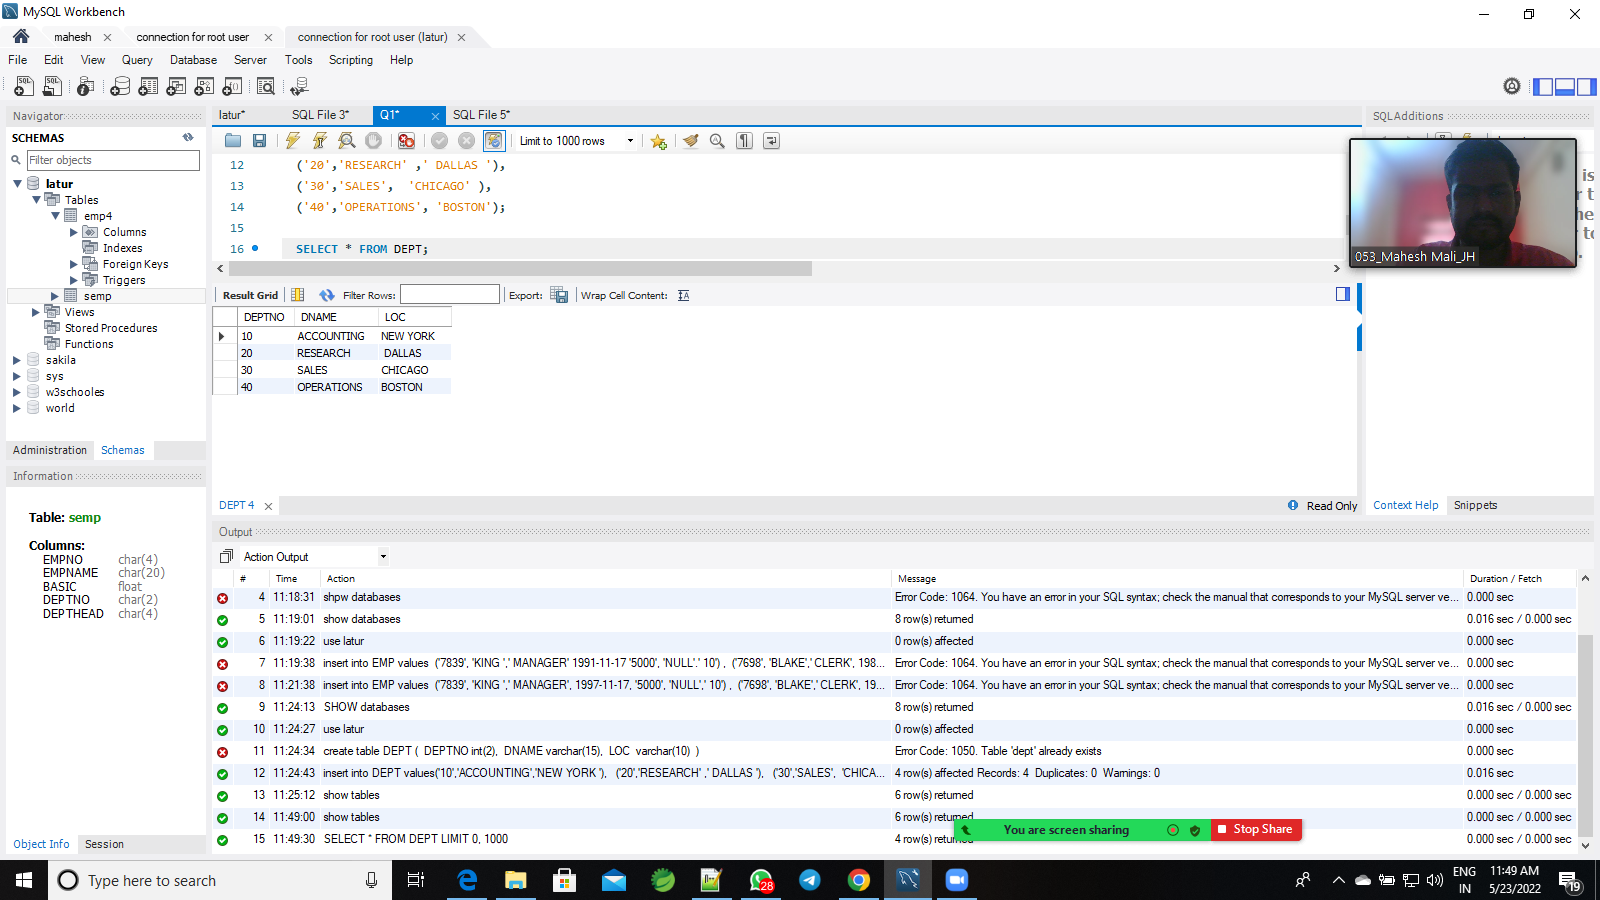 MySQL Workbench
mahesh
connection for root user
connection for root user (latur)
File Edit View Query Database Server Tools Scripting Help
Navigator
SCHEMAS
Filter objects
latur
Tables
emp4
Columns
Indexes
Foreign Keys
Triggers
semp
Views
Stored Procedures
Functions
sakila
sys
w3schooles
world
Administration Schemas
Information
Table: semp
Columns:
EMPNO char(4)
EMPNAME char(20)
BASIC float
DEPTNO char(2)
DEPTHEAD char(4)
Object Info Session
latur* SQL File 3* Q1* SQL File 5*
Limit to 1000 rows
12 ('20','RESEARCH' ,' DALLAS '),
13 ('30','SALES', 'CHICAGO' ),
14 ('40','OPERATIONS', 'BOSTON');
15
16 SELECT * FROM DEPT;
Result Grid Filter Rows: Export: Wrap Cell Content:
DEPTNO DNAME LOC
10 ACCOUNTING NEW YORK
20 RESEARCH DALLAS
30 SALES CHICAGO
40 OPERATIONS BOSTON
DEPT 4
Read Only
SQLAdditions
053_Mahesh Mali_JH
Context Help Snippets
Output
Action Output
# Time Action Message Duration / Fetch
4 11:18:31 shpw databases Error Code: 1064. You have an error in your SQL syntax; check the manual that corresponds to your MySQL server ve... 0.000 sec
5 11:19:01 show databases 8 row(s) returned 0.016 sec / 0.000 sec
6 11:19:22 use latur 0 row(s) affected 0.000 sec
7 11:19:38 insert into EMP values ('7839', 'KING ',' MANAGER' 1991-11-17 '5000', 'NULL'.' 10') , ('7698', 'BLAKE',' CLERK', 198... Error Code: 1064. You have an error in your SQL syntax; check the manual that corresponds to your MySQL server ve... 0.000 sec
8 11:21:38 insert into EMP values ('7839', 'KING ',' MANAGER', 1997-11-17, '5000', 'NULL',' 10') , ('7698', 'BLAKE',' CLERK', 19... Error Code: 1064. You have an error in your SQL syntax; check the manual that corresponds to your MySQL server ve... 0.000 sec
9 11:24:13 SHOW databases 8 row(s) returned 0.016 sec / 0.000 sec
10 11:24:27 use latur 0 row(s) affected 0.000 sec
11 11:24:34 create table DEPT ( DEPTNO int(2), DNAME varchar(15), LOC varchar(10) ) Error Code: 1050. Table 'dept' already exists 0.000 sec
12 11:24:43 insert into DEPT values('10','ACCOUNTING','NEW YORK '), ('20','RESEARCH' ,' DALLAS '), ('30','SALES', 'CHICA... 4 row(s) affected Records: 4 Duplicates: 0 Warnings: 0 0.016 sec
13 11:25:12 show tables 6 row(s) returned 0.000 sec / 0.000 sec
14 11:49:00 show tables 6 row(s) returned 0.000 sec / 0.000 sec
15 11:49:30 SELECT * FROM DEPT LIMIT 0, 1000 4 row(s) 0.000 sec / 0.000 sec
You are screen sharing
Stop Share
Type here to search
28
ENG
IN
11:49 AM
5/23/2022
19